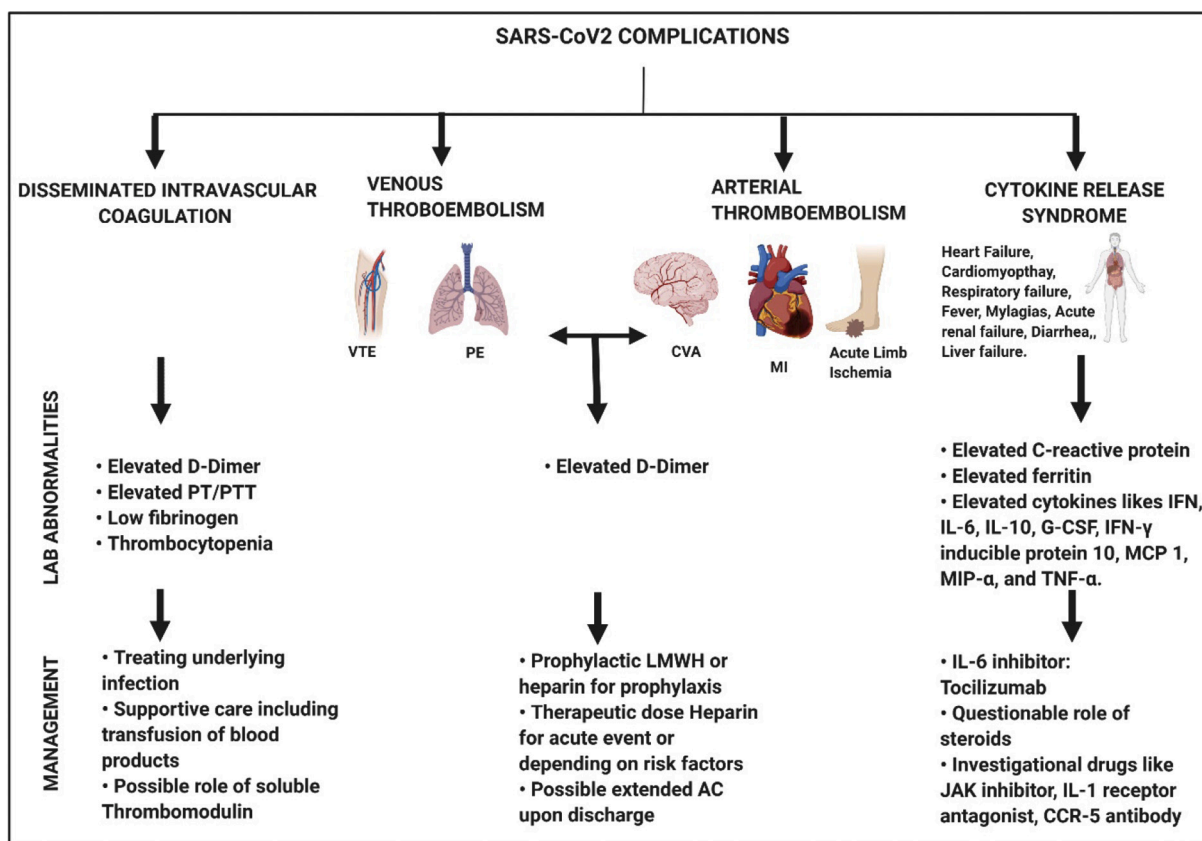 SARS-CoV2 COMPLICATIONS
DISSEMINATED INTRAVASCULAR
COAGULATION
VENOUS
THROBOEMBOLISM
VTE
PE
ARTERIAL
THROMBOEMBOLISM
CVA
MI
Acute Limb
Ischemia
CYTOKINE RELEASE
SYNDROME
Heart Failure,
Cardiomyopthay,
Respiratory failure,
Fever, Mylagias, Acute
renal failure, Diarrhea,,
Liver failure.
LAB ABNORMALITIES
• Elevated D-Dimer
• Elevated PT/PTT
• Low fibrinogen
• Thrombocytopenia
• Elevated D-Dimer
• Elevated C-reactive protein
• Elevated ferritin
• Elevated cytokines likes IFN,
IL-6, IL-10, G-CSF, IFN-γ
inducible protein 10, MCP 1,
MIP-α, and TNF-α.
MANAGEMENT
• Treating underlying
infection
• Supportive care including
transfusion of blood
products
• Possible role of soluble
Thrombomodulin
• Prophylactic LMWH or
heparin for prophylaxis
• Therapeutic dose Heparin
for acute event or
depending on risk factors
• Possible extended AC
upon discharge
• IL-6 inhibitor:
Tocilizumab
• Questionable role of
steroids
• Investigational drugs like
JAK inhibitor, IL-1 receptor
antagonist, CCR-5 antibody